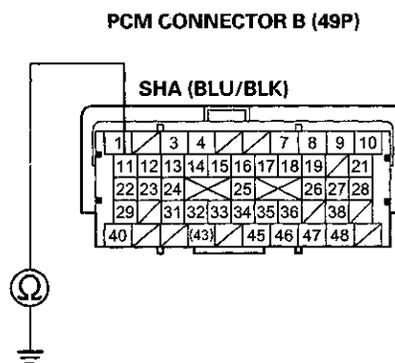 PCM CONNECTOR B (49P)
SHA (BLU/BLK)
1 3 4 7 8 9 10
11 12 13 14 15 16 17 18 19 21
22 23 24 25 26 27 28
29 31 32 33 34 35 36 38
40 (43) 45 46 47 48
Ω